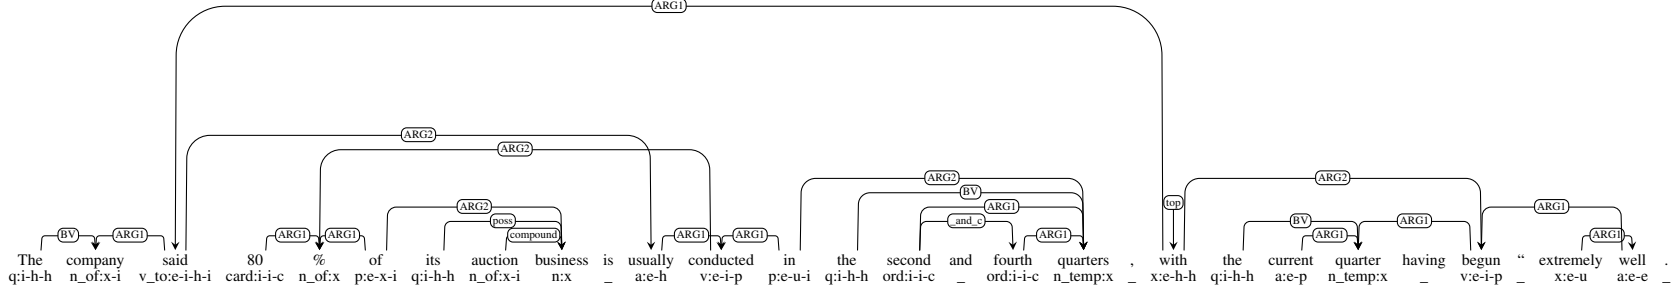 ARG1
ARG2
ARG2
ARG2 ARG2
BV
top
ARG2 ARG1 ARG1
poss _and_c BV ARG1
BV ARG1 ARG1 ARG1 compound ARG1 ARG1 ARG1 ARG1 ARG1
The company said 80 % of its auction business is usually conducted in the second and fourth quarters , with the current quarter having begun “ extremely well .
q:i-h-h n_of:x-i v_to:e-i-h-i card:i-i-c n_of:x p:e-x-i q:i-h-h n_of:x-i n:x _ a:e-h v:e-i-p p:e-u-i q:i-h-h ord:i-i-c _ ord:i-i-c n_temp:x _ x:e-h-h q:i-h-h a:e-p n_temp:x _ v:e-i-p _ x:e-u a:e-e _